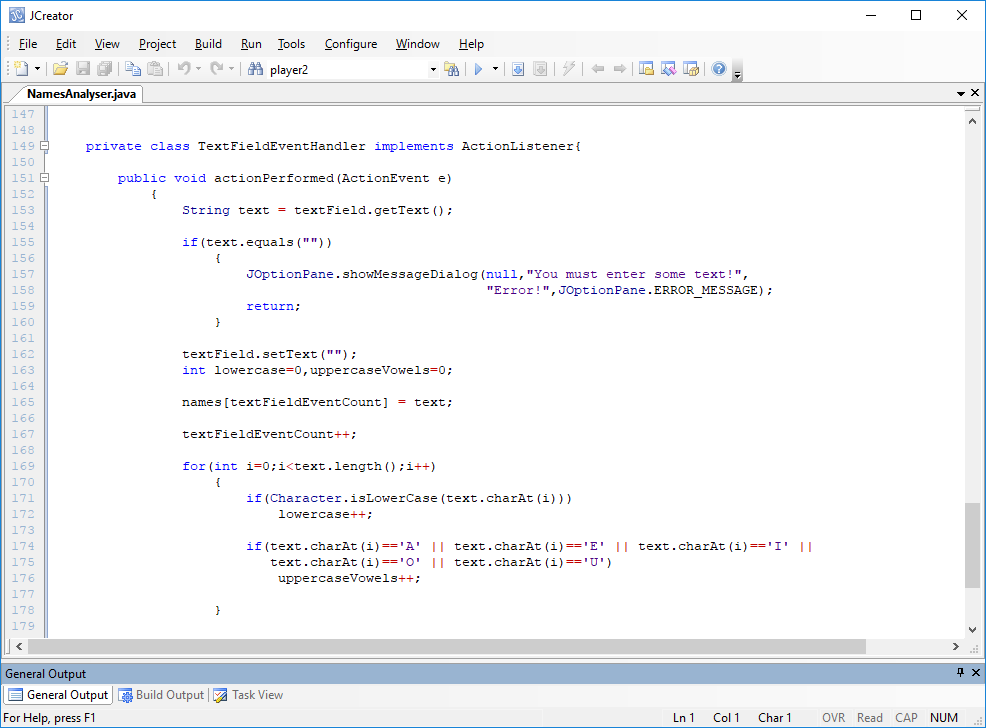 JCreator
File Edit View Project Build Run Tools Configure Window Help
player2
NamesAnalyser.java
147
148
149 private class TextFieldEventHandler implements ActionListener{
150
151 public void actionPerformed(ActionEvent e)
152 {
153 String text = textField.getText();
154
155 if(text.equals(""))
156 {
157 JOptionPane.showMessageDialog(null,"You must enter some text!",
158 "Error!",JOptionPane.ERROR_MESSAGE);
159 return;
160 }
161
162 textField.setText("");
163 int lowercase=0,uppercaseVowels=0;
164
165 names[textFieldEventCount] = text;
166
167 textFieldEventCount++;
168
169 for(int i=0;i<text.length();i++)
170 {
171 if(Character.isLowerCase(text.charAt(i)))
172 lowercase++;
173
174 if(text.charAt(i)=='A' || text.charAt(i)=='E' || text.charAt(i)=='I' ||
175 text.charAt(i)=='O' || text.charAt(i)=='U')
176 uppercaseVowels++;
177
178 }
179
General Output
General Output Build Output Task View
For Help, press F1 Ln 1 Col 1 Char 1 OVR Read CAP NUM